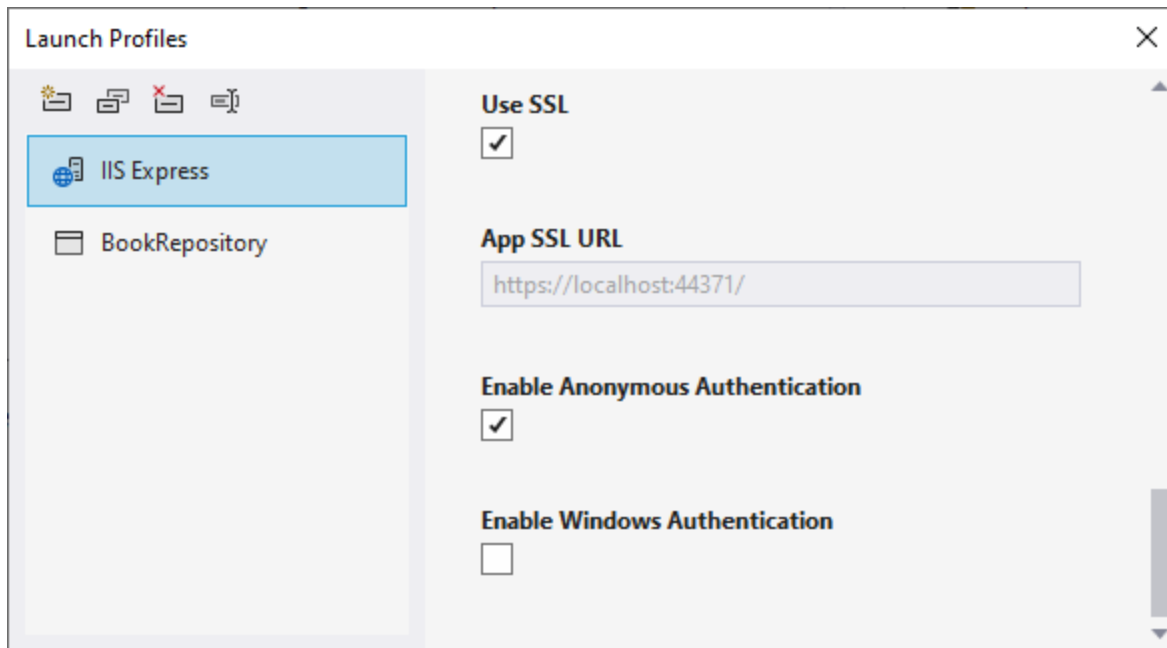 Launch Profiles
IIS Express
BookRepository
Use SSL
App SSL URL
https://localhost:44371/
Enable Anonymous Authentication
Enable Windows Authentication